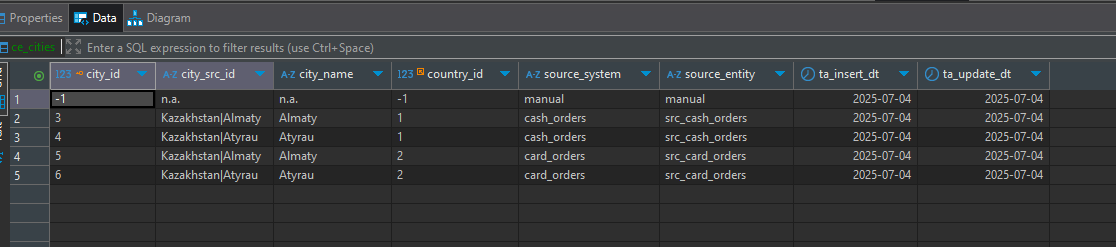 Properties Data Diagram
ce_cities Enter a SQL expression to filter results (use Ctrl+Space)
123 city_id A-Z city_src_id A-Z city_name 123 country_id A-Z source_system A-Z source_entity ta_insert_dt ta_update_dt
1 -1 n.a. n.a. -1 manual manual 2025-07-04 2025-07-04
2 3 Kazakhstan|Almaty Almaty 1 cash_orders src_cash_orders 2025-07-04 2025-07-04
3 4 Kazakhstan|Atyrau Atyrau 1 cash_orders src_cash_orders 2025-07-04 2025-07-04
4 5 Kazakhstan|Almaty Almaty 2 card_orders src_card_orders 2025-07-04 2025-07-04
5 6 Kazakhstan|Atyrau Atyrau 2 card_orders src_card_orders 2025-07-04 2025-07-04